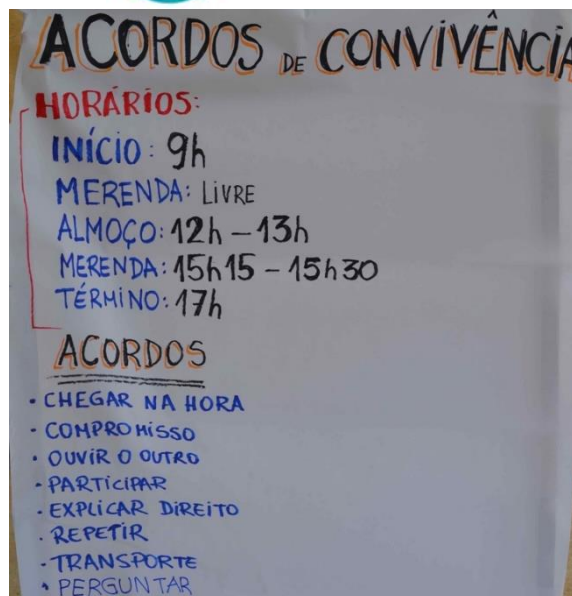 ACORDOS DE CONVIVÊNCIA
HORÁRIOS:
INÍCIO: 9h
MERENDA: LIVRE
ALMOÇO: 12h – 13h
MERENDA: 15h15 – 15h30
TÉRMINO: 17h
ACORDOS
• CHEGAR NA HORA
• COMPROMISSO
• OUVIR O OUTRO
• PARTICIPAR
• EXPLICAR DIREITO
• REPETIR
• TRANSPORTE
• PERGUNTAR